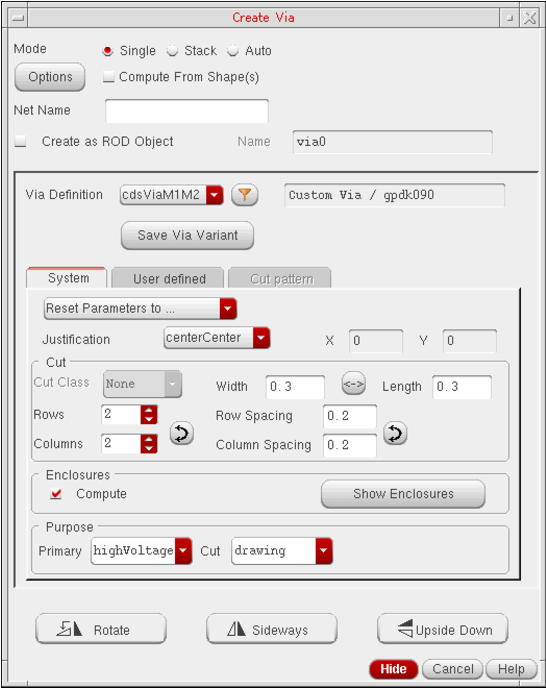 Create Via
Mode Single Stack Auto
Options Compute From Shape(s)
Net Name
Create as ROD Object Name via0
Via Definition cdsViaM1M2 Custom Via / gpdk090
Save Via Variant
System User defined Cut pattern
Reset Parameters to ...
Justification centerCenter X 0 Y 0
Cut
Cut Class None Width 0.3 <-> Length 0.3
Rows 2 Row Spacing 0.2
Columns 2 Column Spacing 0.2
Enclosures
Compute Show Enclosures
Purpose
Primary highVoltage Cut drawing
Rotate Sideways Upside Down
Hide Cancel Help